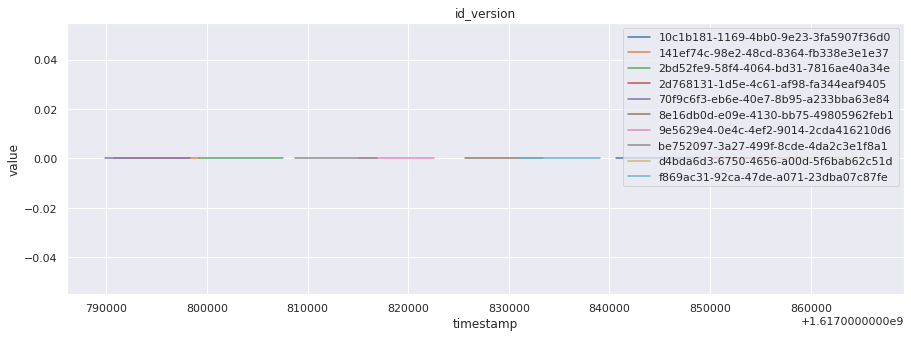 id_version
value
0.04
0.02
0.00
−0.02
−0.04
10c1b181-1169-4bb0-9e23-3fa5907f36d0
141ef74c-98e2-48cd-8364-fb338e3e1e37
2bd52fe9-58f4-4064-bd31-7816ae40a34e
2d768131-1d5e-4c61-af98-fa344eaf9405
70f9c6f3-eb6e-40e7-8b95-a233bba63e84
8e16db0d-e09e-4130-bb75-49805962feb1
9e5629e4-0e4c-4ef2-9014-2cda416210d6
be752097-3a27-499f-8cde-4da2c3e1f8a1
d4bda6d3-6750-4656-a00d-5f6bab62c51d
f869ac31-92ca-47de-a071-23dba07c87fe
790000 800000 810000 820000 830000 840000 850000 860000
timestamp
+1.6170000000e9